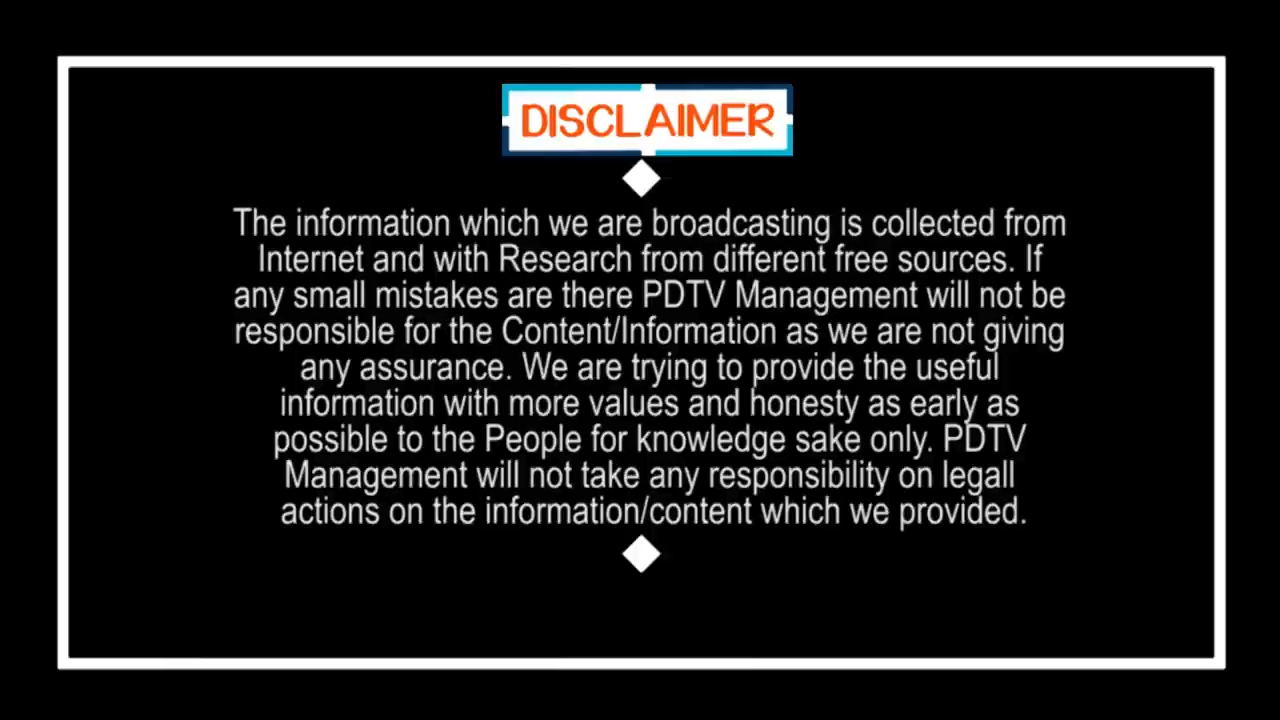 DISCLAIMER
The information which we are broadcasting is collected from
Internet and with Research from different free sources. If
any small mistakes are there PDTV Management will not be
responsible for the Content/Information as we are not giving
any assurance. We are trying to provide the useful
information with more values and honesty as early as
possible to the People for knowledge sake only. PDTV
Management will not take any responsibility on legall
actions on the information/content which we provided.